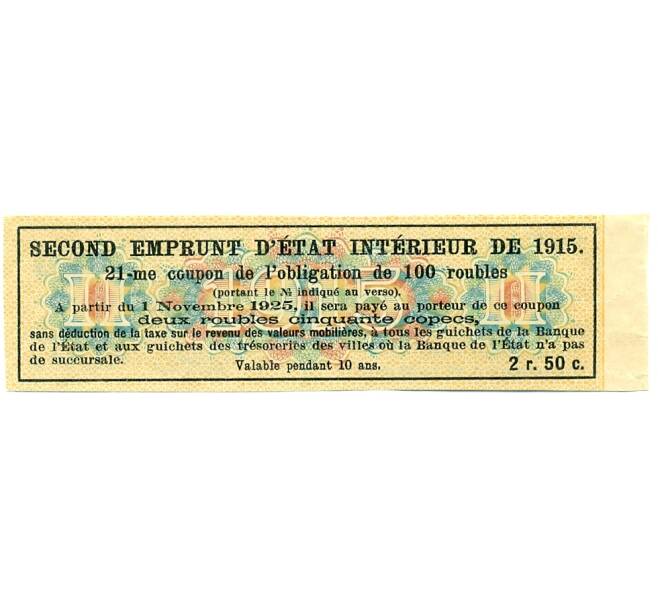 SECOND EMPRUNT D'ÉTAT INTÉRIEUR DE 1915.
21-me coupon de l'obligation de 100 roubles
(portant le № indiqué au verso).
A partir du 1 Novembre 1925, il sera payé au porteur de ce coupon
deux roubles cinquante copecs,
sans déduction de la taxe sur le revenu des valeurs mobilières, à tous les guichets de la Banque
de l'État et aux guichets des trésoreries des villes où la Banque de l'État n'a pas
de succursale.
Valable pendant 10 ans.
2 r. 50 c.